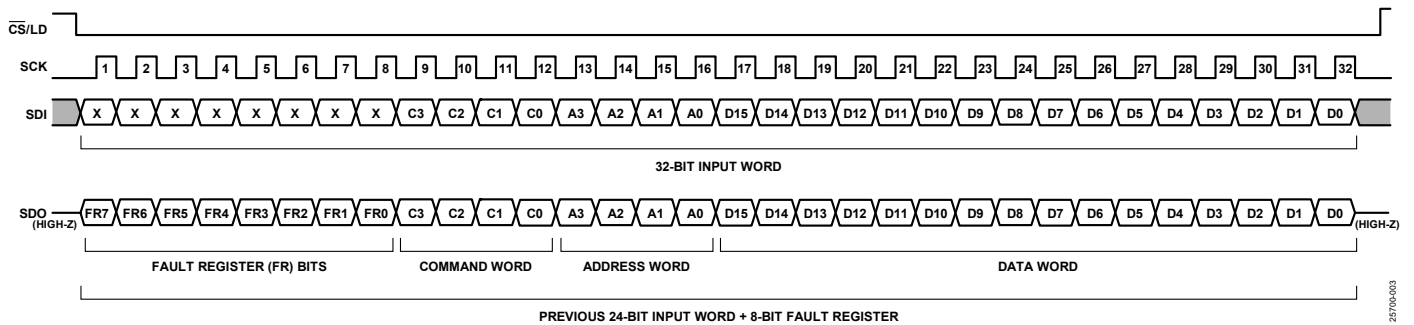 CS/LD
SCK 1 2 3 4 5 6 7 8 9 10 11 12 13 14 15 16 17 18 19 20 21 22 23 24 25 26 27 28 29 30 31 32
SDI X X X X X X X X C3 C2 C1 C0 A3 A2 A1 A0 D15 D14 D13 D12 D11 D10 D9 D8 D7 D6 D5 D4 D3 D2 D1 D0
32-BIT INPUT WORD
SDO FR7 FR6 FR5 FR4 FR3 FR2 FR1 FR0 C3 C2 C1 C0 A3 A2 A1 A0 D15 D14 D13 D12 D11 D10 D9 D8 D7 D6 D5 D4 D3 D2 D1 D0
(HIGH-Z) (HIGH-Z)
FAULT REGISTER (FR) BITS COMMAND WORD ADDRESS WORD DATA WORD
PREVIOUS 24-BIT INPUT WORD + 8-BIT FAULT REGISTER
25700-003